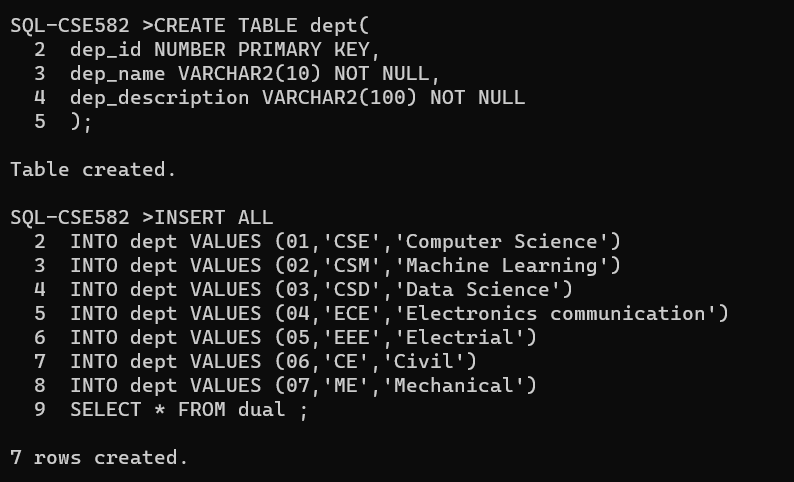 SQL-CSE582 >CREATE TABLE dept(
  2  dep_id NUMBER PRIMARY KEY,
  3  dep_name VARCHAR2(10) NOT NULL,
  4  dep_description VARCHAR2(100) NOT NULL
  5  );
Table created.
SQL-CSE582 >INSERT ALL
  2  INTO dept VALUES (01,'CSE','Computer Science')
  3  INTO dept VALUES (02,'CSM','Machine Learning')
  4  INTO dept VALUES (03,'CSD','Data Science')
  5  INTO dept VALUES (04,'ECE','Electronics communication')
  6  INTO dept VALUES (05,'EEE','Electrial')
  7  INTO dept VALUES (06,'CE','Civil')
  8  INTO dept VALUES (07,'ME','Mechanical')
  9  SELECT * FROM dual ;
7 rows created.